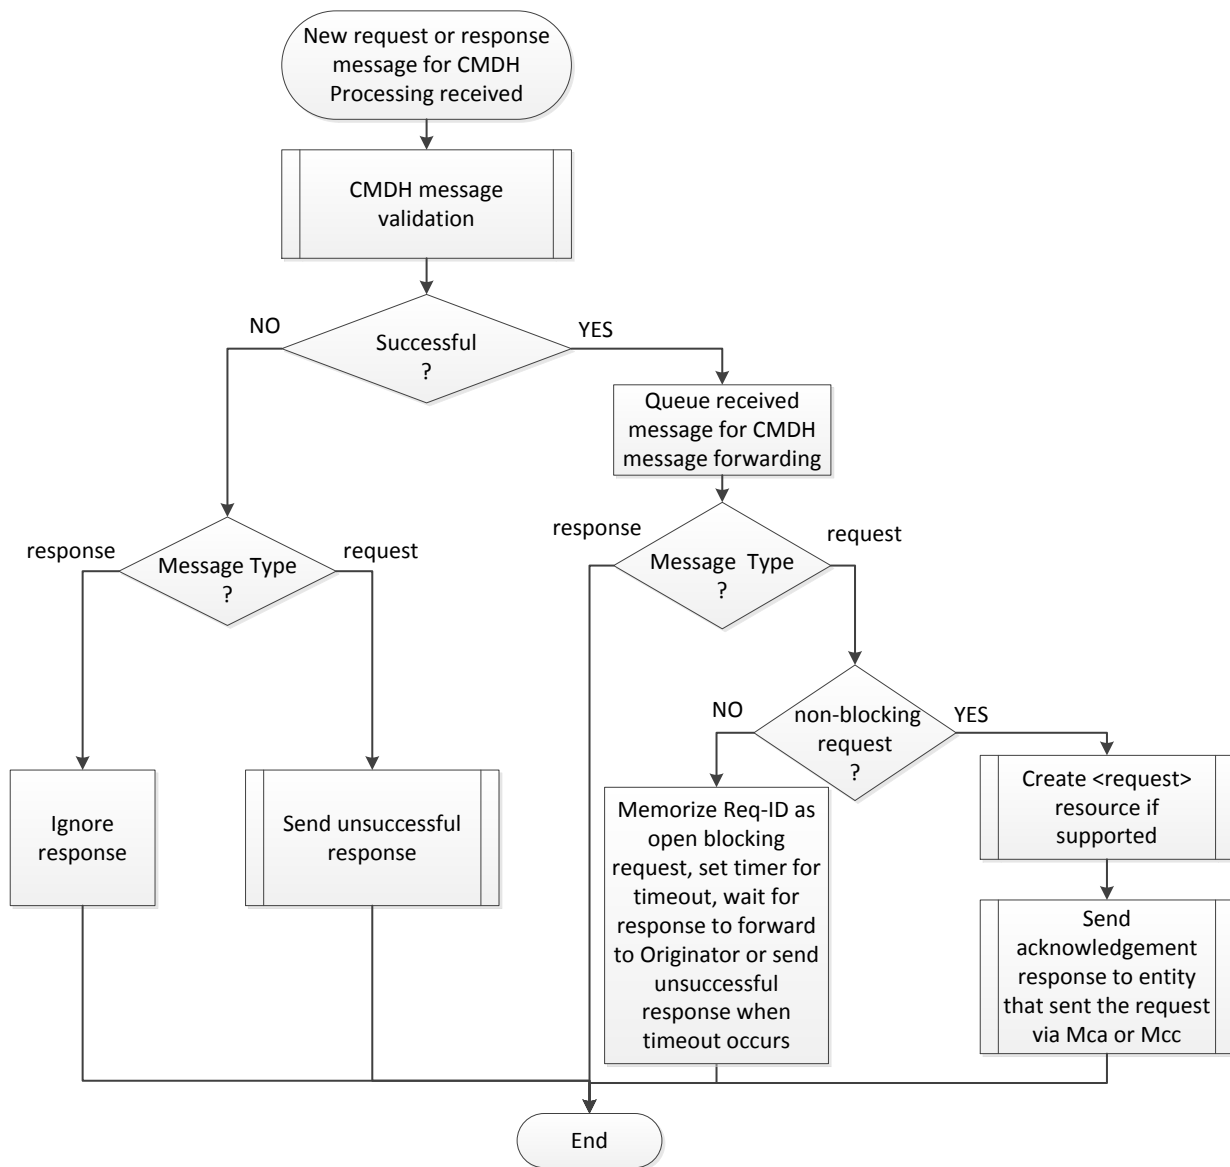 New request or response
message for CMDH
Processing received
CMDH message
validation
NO
YES
Successful
?
Queue received
message for CMDH
message forwarding
response
request
Message Type
?
response
request
Message  Type
?
NO
YES
non-blocking
request
?
Ignore
response
Send unsuccessful
response
Memorize Req-ID as
open blocking
request, set timer for
timeout, wait for
response to forward
to Originator or send
unsuccessful
response when
timeout occurs
Create <request>
resource if
supported
Send
acknowledgement
response to entity
that sent the request
via Mca or Mcc
End